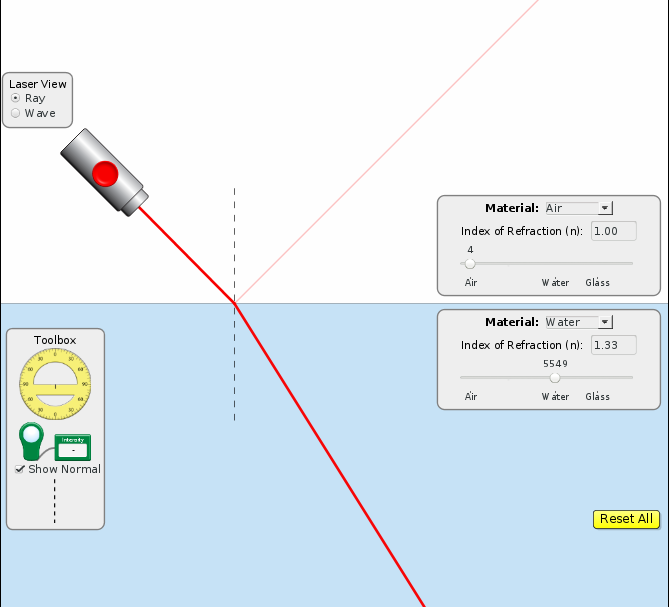 Laser View
Ray
Wave
Material: Air
Index of Refraction (n): 1.00
4
Air Water Glass
Material: Water
Index of Refraction (n): 1.33
5549
Air Water Glass
Toolbox
Intensity
-
Show Normal
Reset All